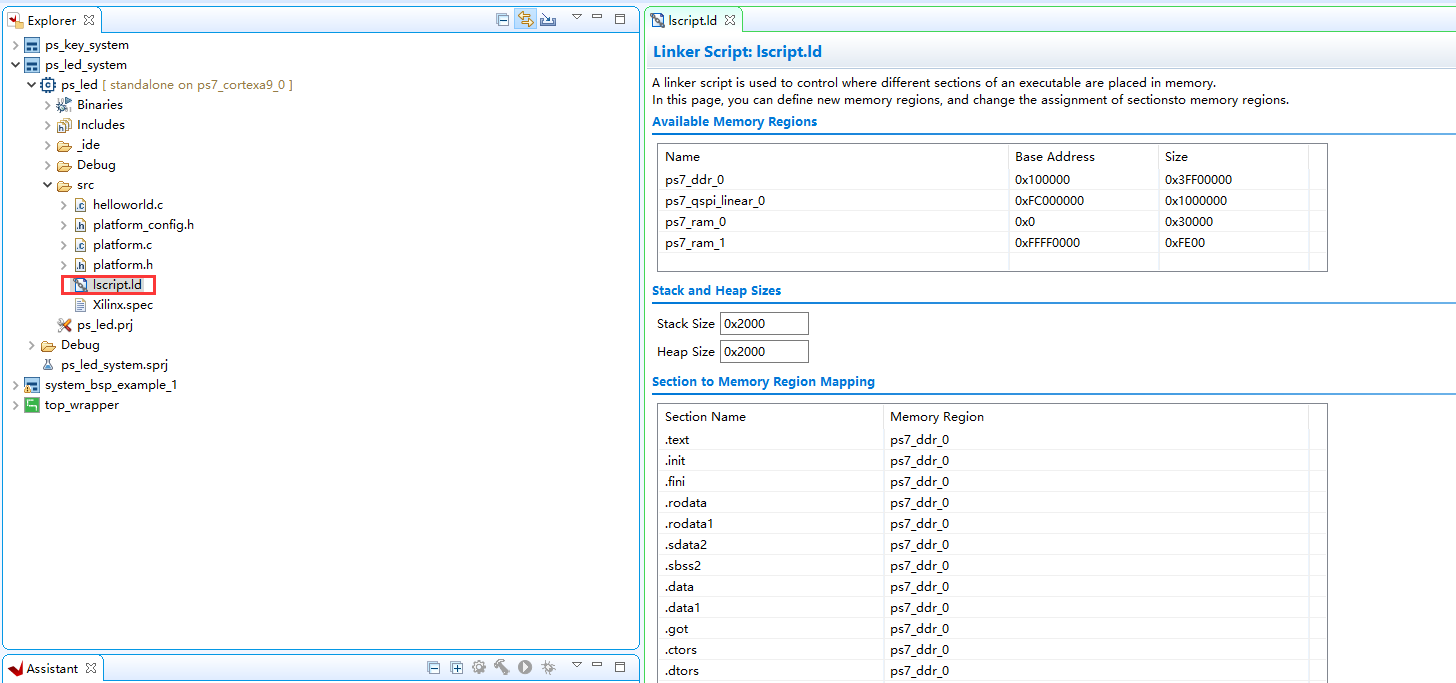 Explorer
ps_key_system
ps_led_system
ps_led [ standalone on ps7_cortexa9_0 ]
Binaries
Includes
_ide
Debug
src
helloworld.c
platform_config.h
platform.c
platform.h
lscript.ld
Xilinx.spec
ps_led.prj
Debug
ps_led_system.sprj
system_bsp_example_1
top_wrapper
Assistant
lscript.ld
Linker Script: lscript.ld
A linker script is used to control where different sections of an executable are placed in memory.
In this page, you can define new memory regions, and change the assignment of sectionsto memory regions.
Available Memory Regions
Name Base Address Size
ps7_ddr_0 0x100000 0x3FF00000
ps7_qspi_linear_0 0xFC000000 0x1000000
ps7_ram_0 0x0 0x30000
ps7_ram_1 0xFFFF0000 0xFE00
Stack and Heap Sizes
Stack Size 0x2000
Heap Size 0x2000
Section to Memory Region Mapping
Section Name Memory Region
.text ps7_ddr_0
.init ps7_ddr_0
.fini ps7_ddr_0
.rodata ps7_ddr_0
.rodata1 ps7_ddr_0
.sdata2 ps7_ddr_0
.sbss2 ps7_ddr_0
.data ps7_ddr_0
.data1 ps7_ddr_0
.got ps7_ddr_0
.ctors ps7_ddr_0
.dtors ps7_ddr_0